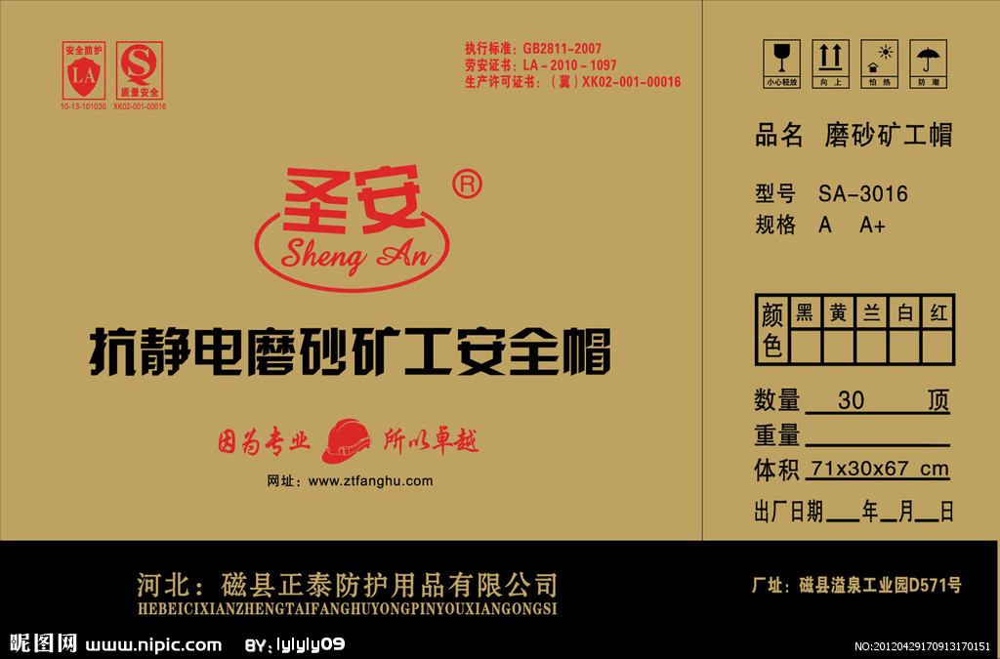 安全防护
LA
10-13-101030
质量安全
XK02-001-00016
执行标准：GB2811-2007
劳安证书：LA-2010-1097
生产许可证书：（冀）XK02-001-00016
圣安®
Sheng An
抗静电磨砂矿工安全帽
因为专业 所以卓越
网址：www.ztfanghu.com
河北：磁县正泰防护用品有限公司
HEBEICIXIANZHENGTAIFANGHUYONGPINYOUXIANGONGSI
小心轻放 向上 怕热 防潮
品名 磨砂矿工帽
型号 SA-3016
规格 A A+
颜色 黑 黄 兰 白 红
数量 30 顶
重量
体积 71x30x67 cm
出厂日期___年__月__日
厂址：磁县溢泉工业园D571号
昵图网 www.nipic.com BY:lylyly09
NO:20120429170913170151